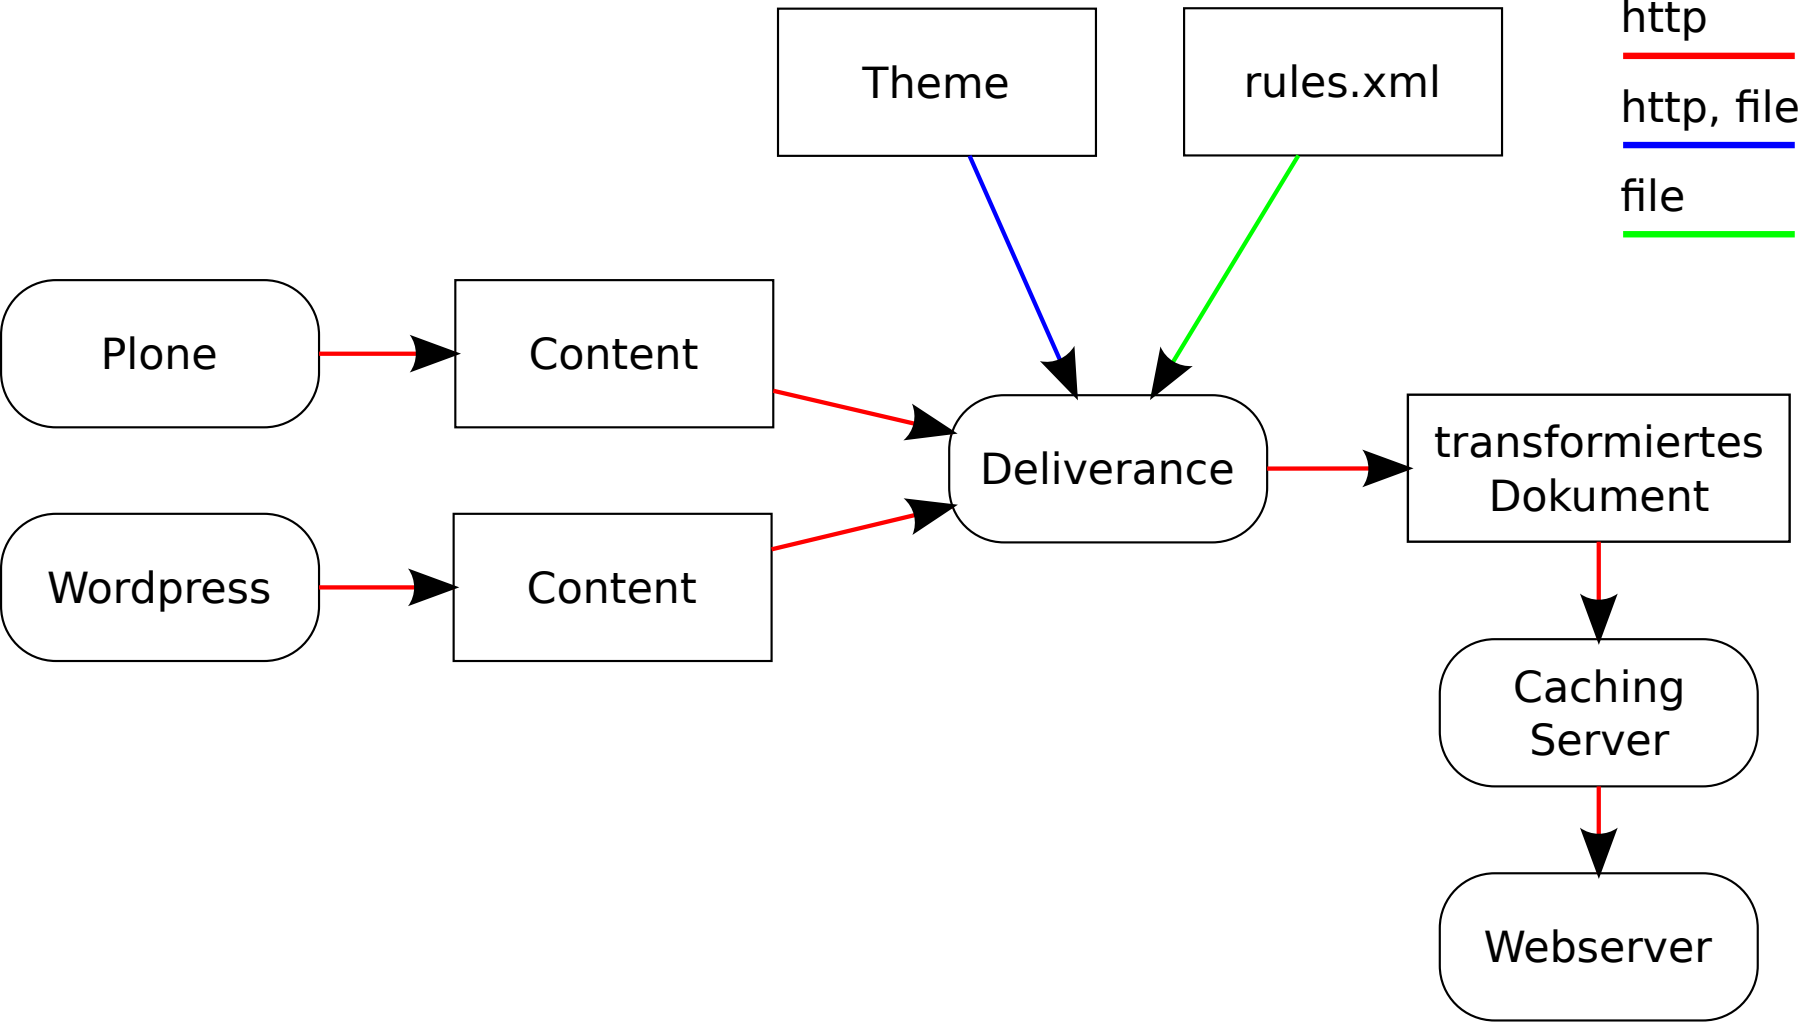 Theme
rules.xml
http
http, file
file
Plone
Content
Deliverance
transformiertes
Dokument
Wordpress
Content
Caching
Server
Webserver